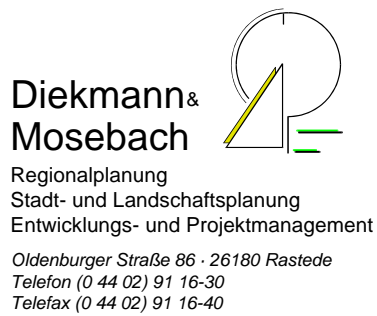 Diekmann&
Mosebach
Regionalplanung
Stadt- und Landschaftsplanung
Entwicklungs- und Projektmanagement
Oldenburger Straße 86 · 26180 Rastede
Telefon (0 44 02) 91 16-30
Telefax (0 44 02) 91 16-40